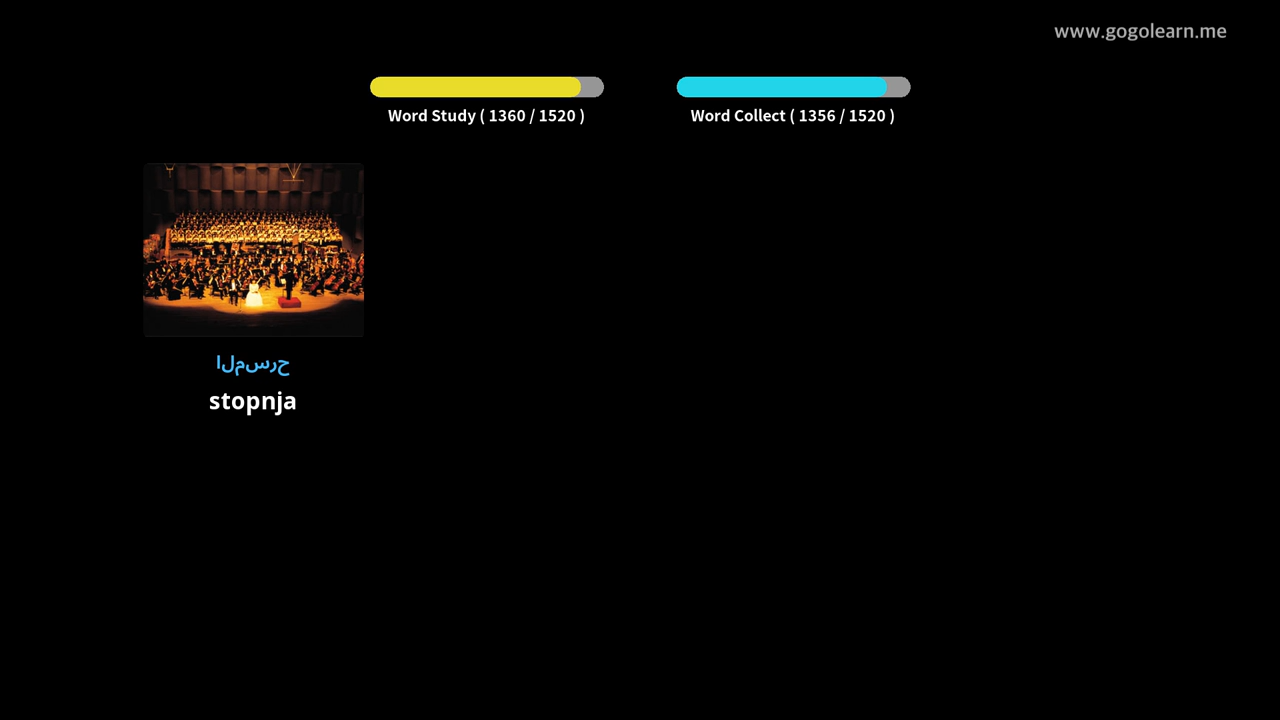 www.gogolearn.me
Word Study ( 1360 / 1520 )
Word Collect ( 1356 / 1520 )
المسرح
stopnja